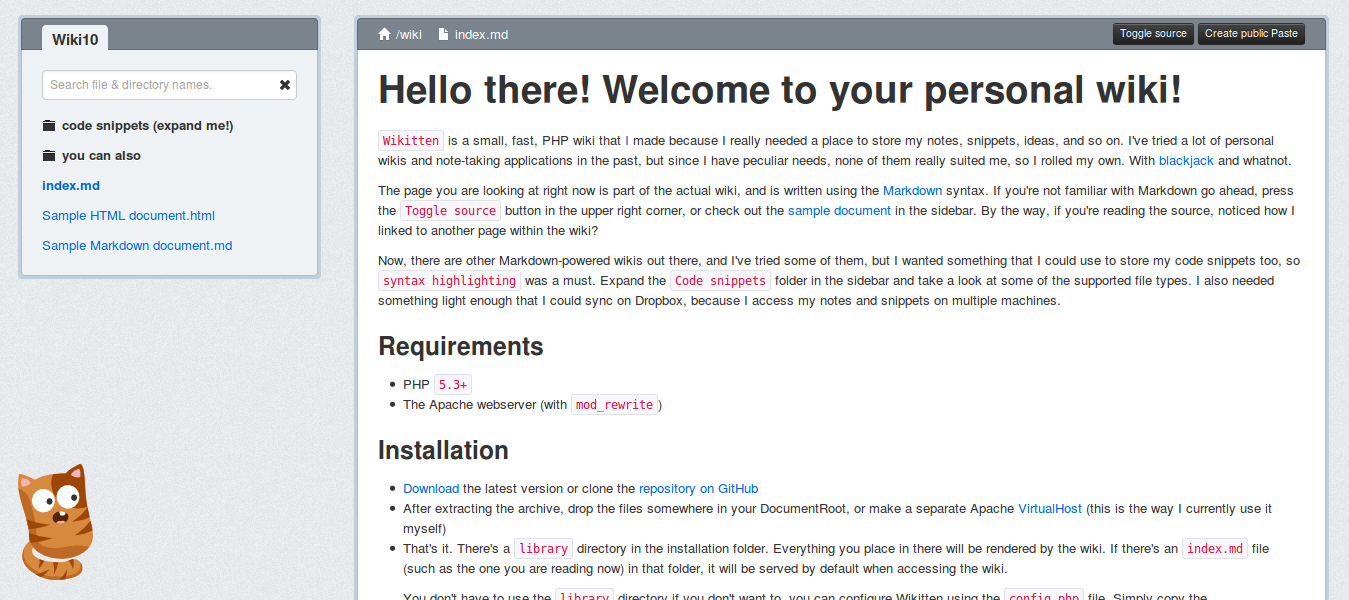 Wiki10
Search file & directory names.
code snippets (expand me!)
you can also
index.md
Sample HTML document.html
Sample Markdown document.md
/wiki index.md
Toggle source Create public Paste
Hello there! Welcome to your personal wiki!
Wikitten is a small, fast, PHP wiki that I made because I really needed a place to store my notes, snippets, ideas, and so on. I've tried a lot of personal
wikis and note-taking applications in the past, but since I have peculiar needs, none of them really suited me, so I rolled my own. With blackjack and whatnot.
The page you are looking at right now is part of the actual wiki, and is written using the Markdown syntax. If you're not familiar with Markdown go ahead, press
the Toggle source button in the upper right corner, or check out the sample document in the sidebar. By the way, if you're reading the source, noticed how I
linked to another page within the wiki?
Now, there are other Markdown-powered wikis out there, and I've tried some of them, but I wanted something that I could use to store my code snippets too, so
syntax highlighting was a must. Expand the Code snippets folder in the sidebar and take a look at some of the supported file types. I also needed
something light enough that I could sync on Dropbox, because I access my notes and snippets on multiple machines.
Requirements
• PHP 5.3+
• The Apache webserver (with mod_rewrite)
Installation
• Download the latest version or clone the repository on GitHub
• After extracting the archive, drop the files somewhere in your DocumentRoot, or make a separate Apache VirtualHost (this is the way I currently use it
myself)
• That's it. There's a library directory in the installation folder. Everything you place in there will be rendered by the wiki. If there's an index.md file
(such as the one you are reading now) in that folder, it will be served by default when accessing the wiki.
You don't have to use the library directory if you don't want to, you can configure Wikitten using the config.php file. Simply copy the